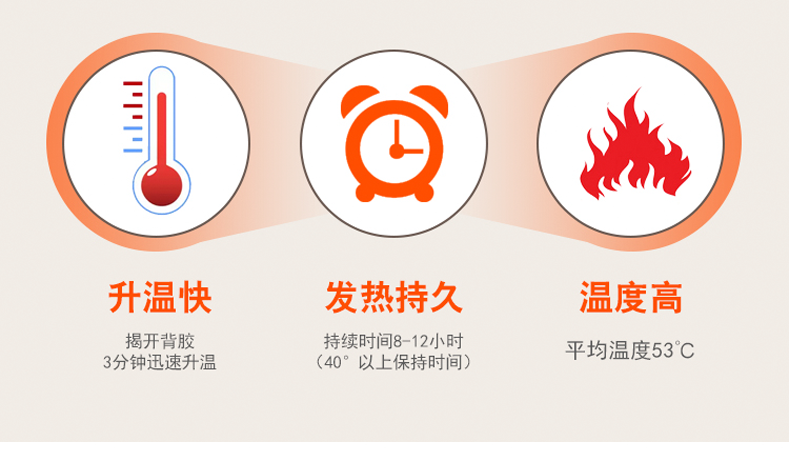 升温快
发热持久
温度高
揭开背胶
3分钟迅速升温
持续时间8-12小时
（40°以上保持时间）
平均温度53℃